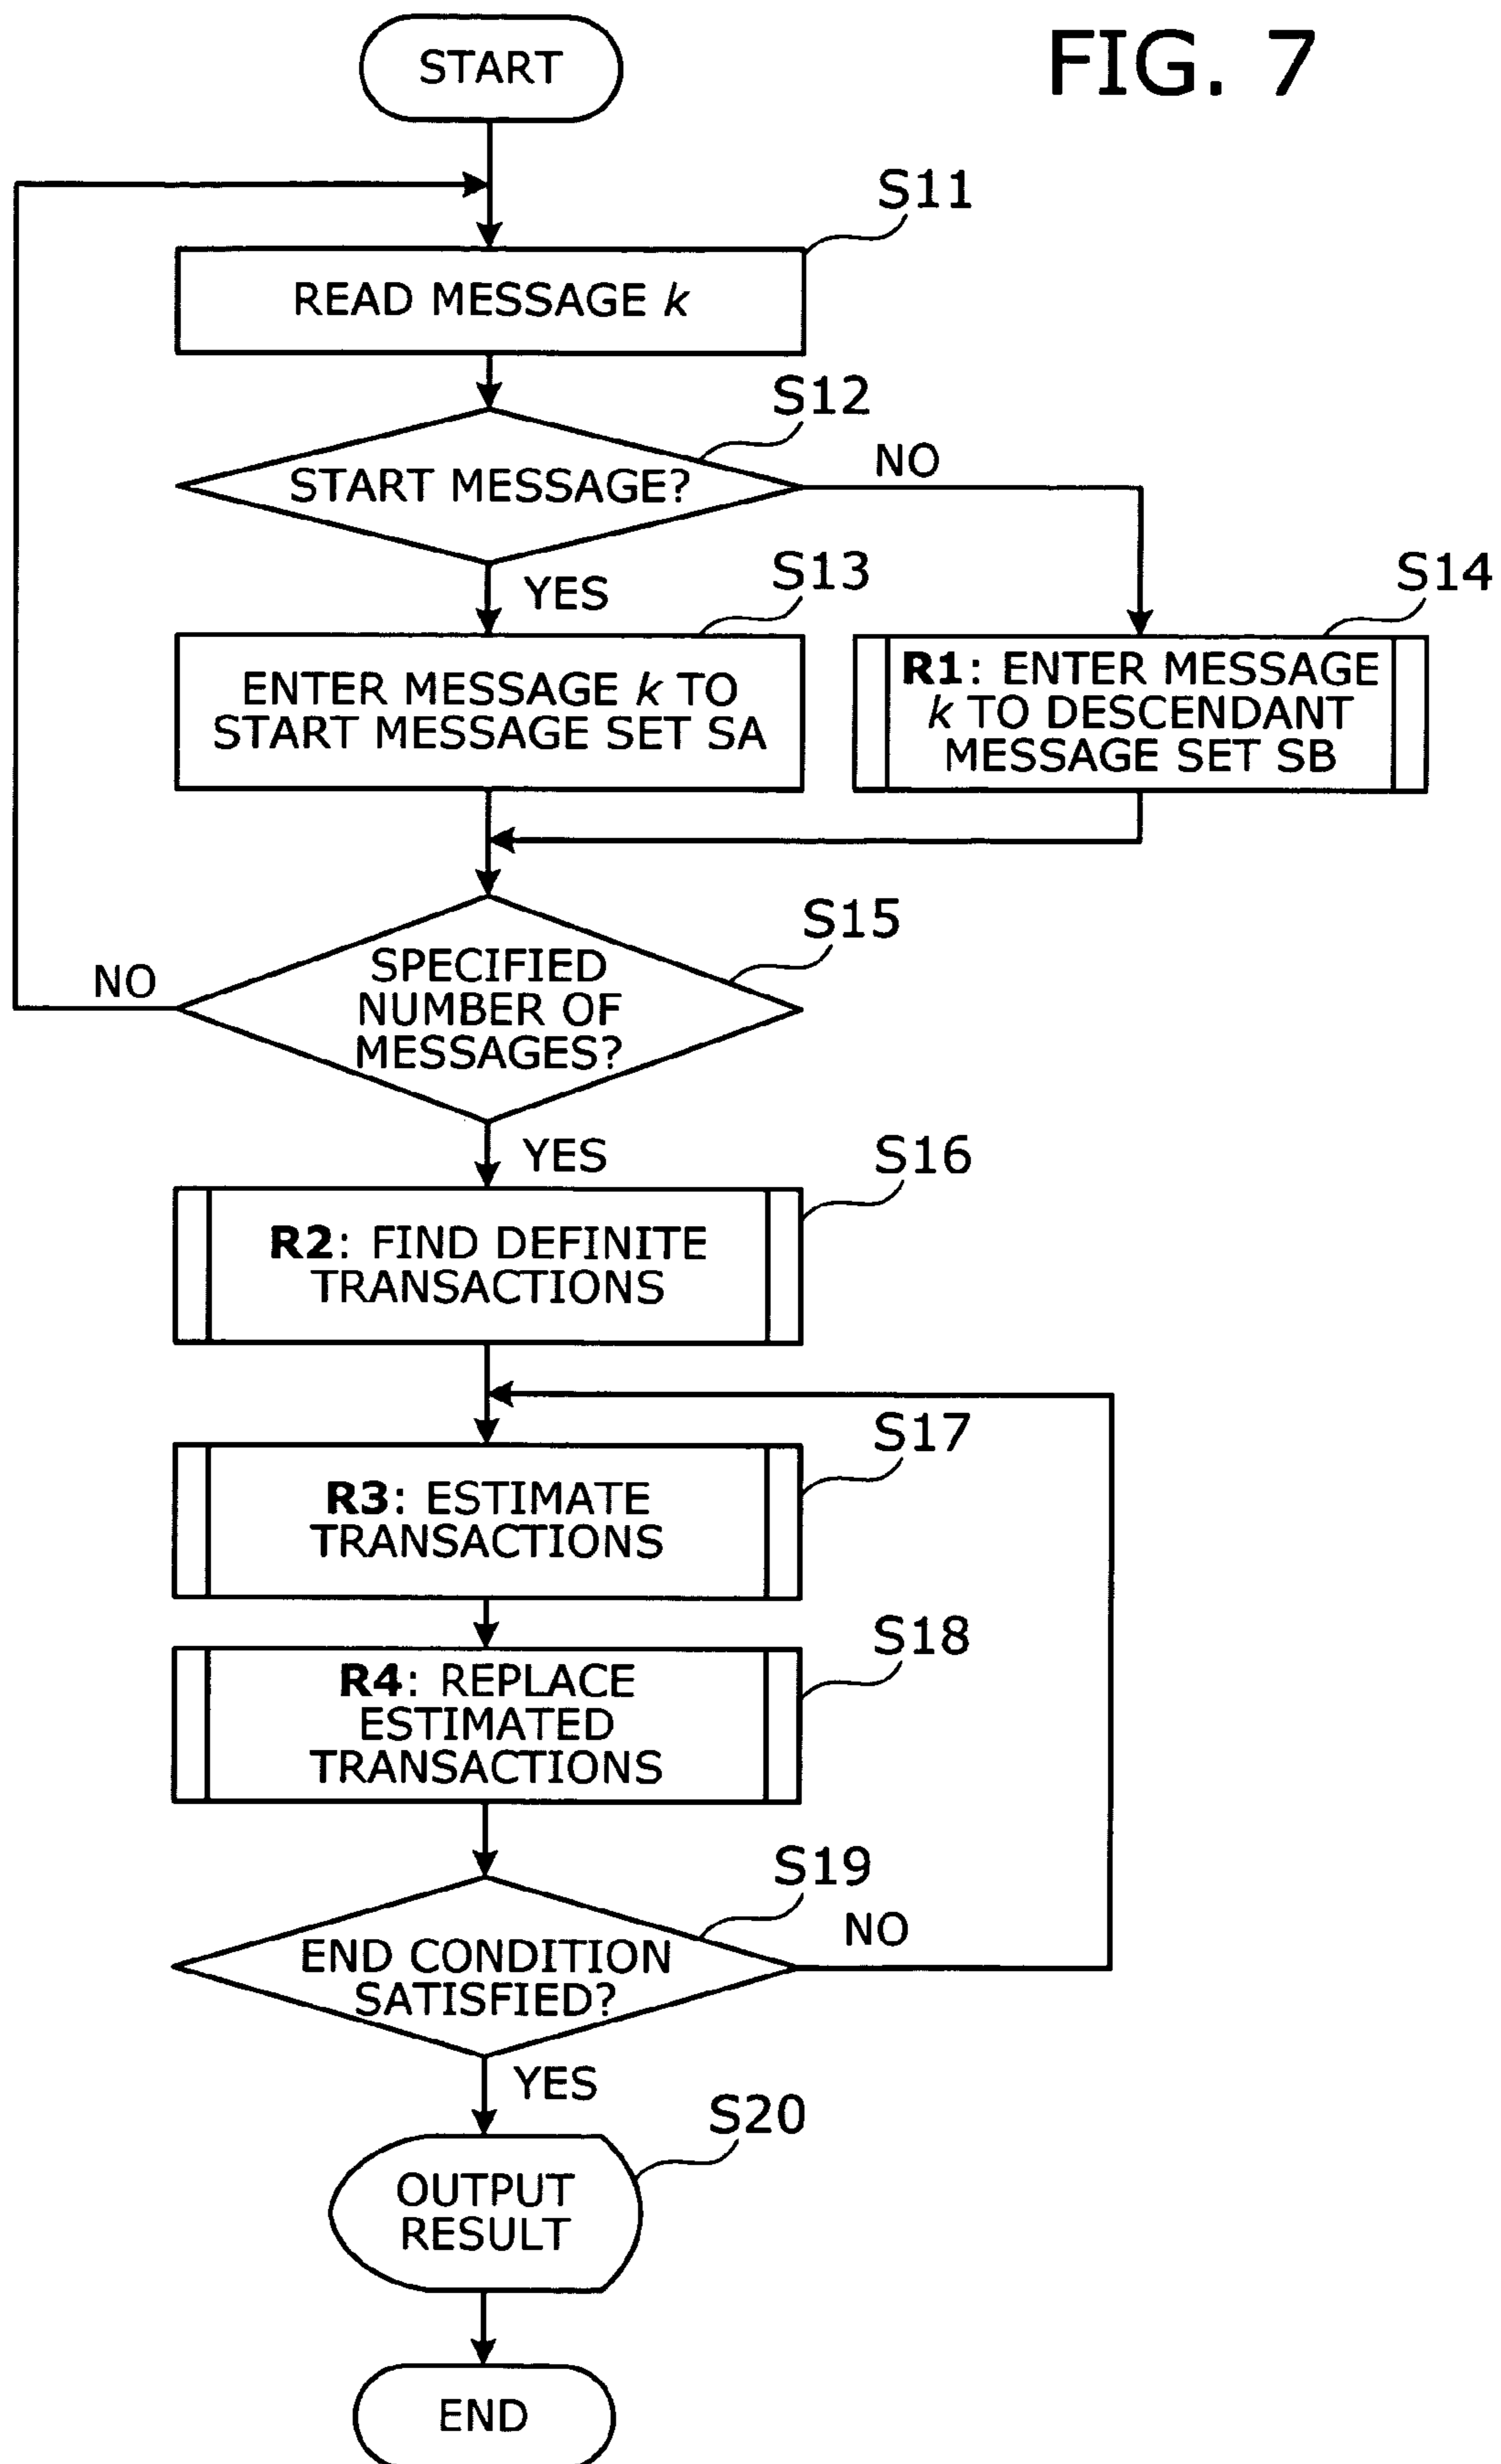 FIG. 7
START
S11
READ MESSAGE k
S12
START MESSAGE?
NO
YES
S13
ENTER MESSAGE k TO
START MESSAGE SET SA
S14
R1: ENTER MESSAGE
k TO DESCENDANT
MESSAGE SET SB
S15
SPECIFIED
NUMBER OF
MESSAGES?
NO
YES
S16
R2: FIND DEFINITE
TRANSACTIONS
S17
R3: ESTIMATE
TRANSACTIONS
S18
R4: REPLACE
ESTIMATED
TRANSACTIONS
S19
END CONDITION
SATISFIED?
NO
YES
S20
OUTPUT
RESULT
END